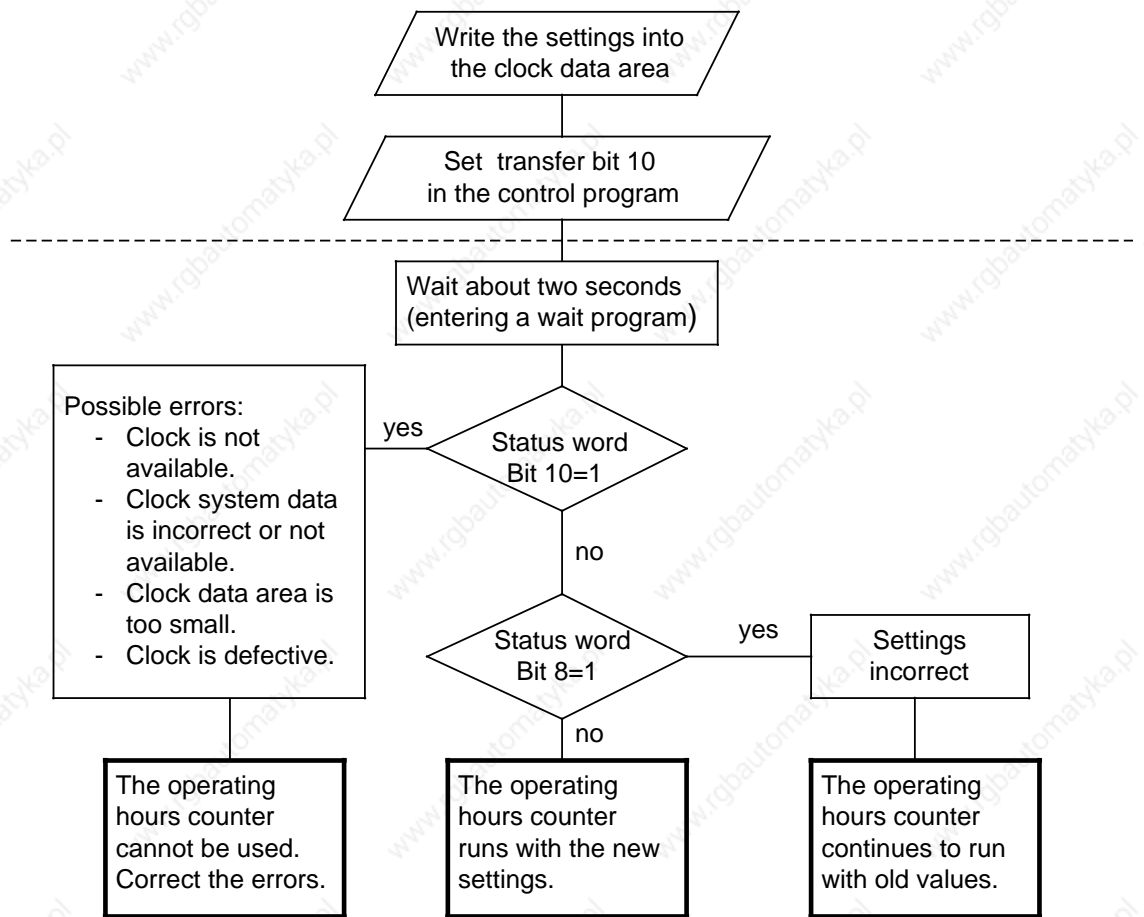 Write the settings into
the clock data area
Set transfer bit 10
in the control program
Wait about two seconds
(entering a wait program)
Possible errors:
- Clock is not
available.
- Clock system data
is incorrect or not
available.
- Clock data area is
too small.
- Clock is defective.
yes
Status word
Bit 10=1
no
Status word
Bit 8=1
yes
Settings
incorrect
no
The operating
hours counter
cannot be used.
Correct the errors.
The operating
hours counter
runs with the new
settings.
The operating
hours counter
continues to run
with old values.
www.rgbautomatyka.pl